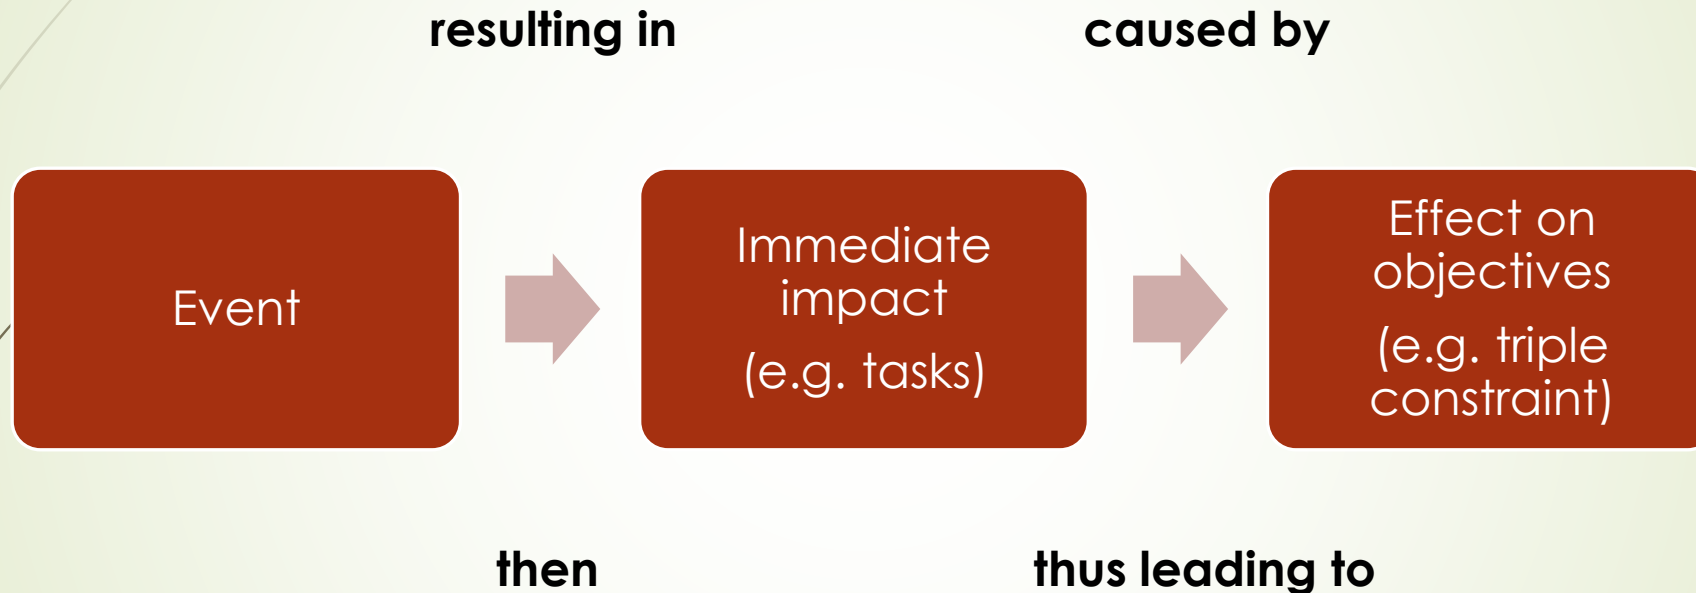 resulting in
caused by
Event
Immediate
impact
(e.g. tasks)
Effect on
objectives
(e.g. triple
constraint)
then
thus leading to